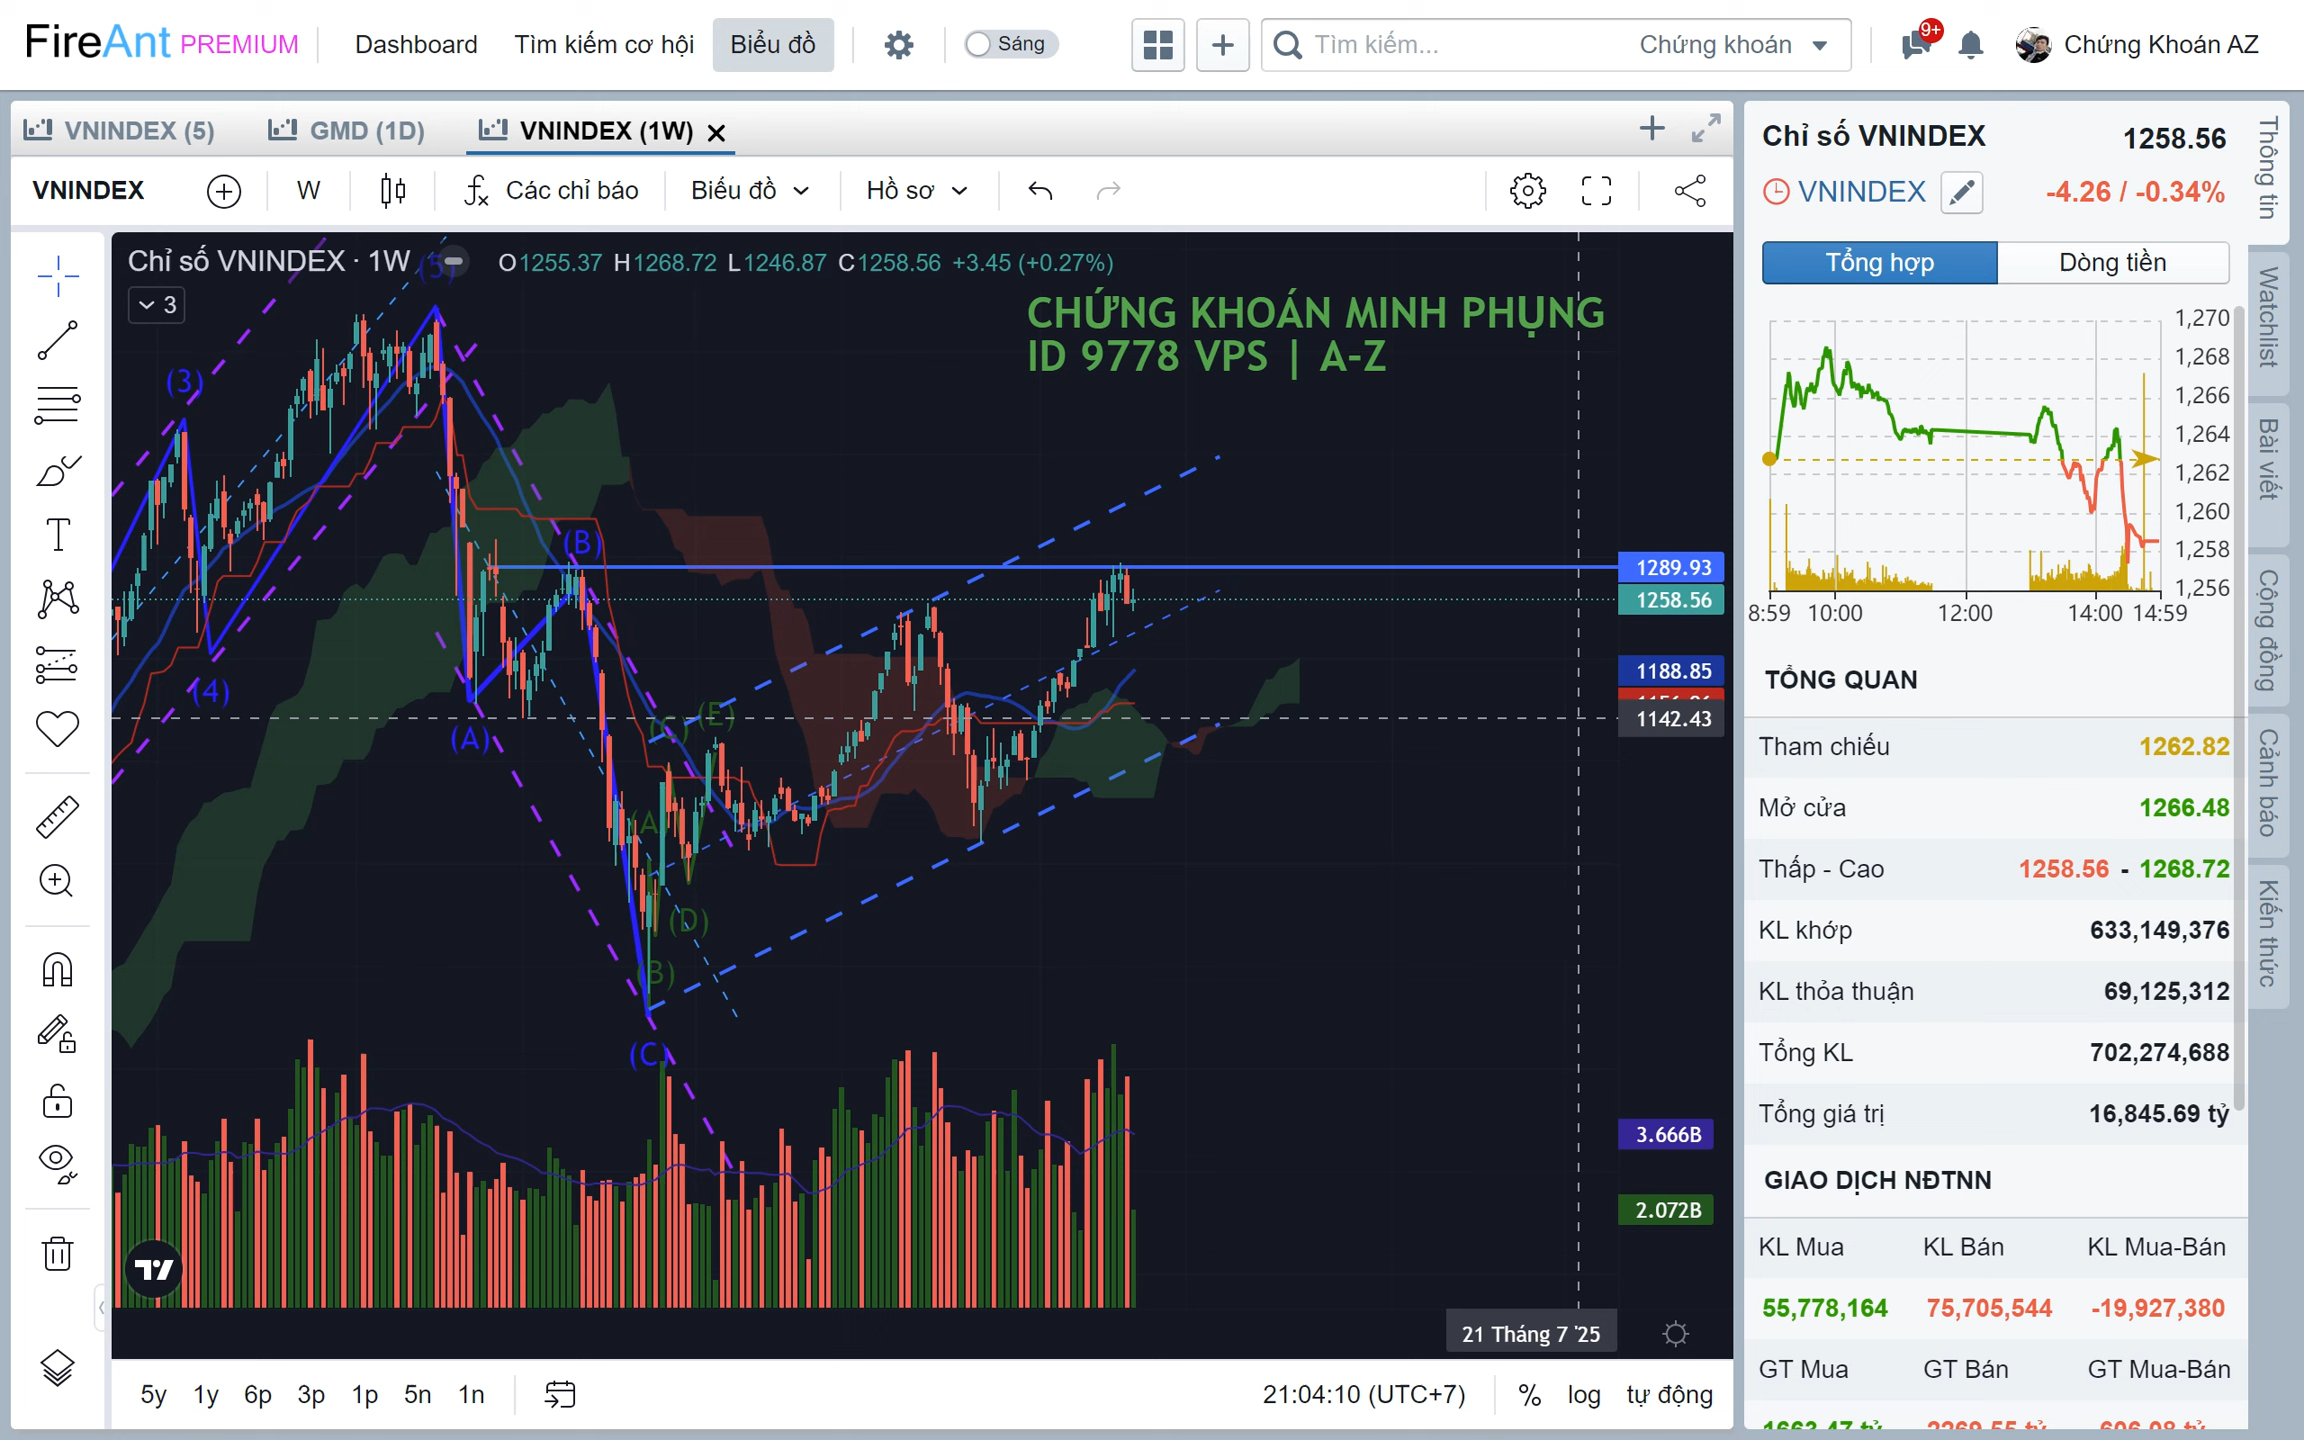 FireAnt PREMIUM Dashboard Tìm kiếm cơ hội Biểu đồ Sáng Tìm kiếm... Chứng khoán 9+ Chứng Khoán AZ
VNINDEX (5) GMD (1D) VNINDEX (1W)
VNINDEX W Các chỉ báo Biểu đồ Hồ sơ
Chỉ số VNINDEX · 1W O1255.37 H1268.72 L1246.87 C1258.56 +3.45 (+0.27%)
3
CHỨNG KHOÁN MINH PHỤNG
ID 9778 VPS | A-Z
(5)
(3)
(B)
(4)
(A)
(C) (E)
(A)
(D)
(B)
(C)
1289.93
1258.56
1188.85
1142.43
3.666B
2.072B
21 Tháng 7 '25
5y 1y 6p 3p 1p 5n 1n 21:04:10 (UTC+7) % log tự động
Chỉ số VNINDEX 1258.56
VNINDEX -4.26 / -0.34%
Tổng hợp Dòng tiền
1,270
1,268
1,266
1,264
1,262
1,260
1,258
1,256
8:59 10:00 12:00 14:00 14:59
TỔNG QUAN
Tham chiếu 1262.82
Mở cửa 1266.48
Thấp - Cao 1258.56 - 1268.72
KL khớp 633,149,376
KL thỏa thuận 69,125,312
Tổng KL 702,274,688
Tổng giá trị 16,845.69 tỷ
GIAO DỊCH NĐTNN
KL Mua KL Bán KL Mua-Bán
55,778,164 75,705,544 -19,927,380
GT Mua GT Bán GT Mua-Bán
Thông tin
Watchlist
Bài viết
Cộng đồng
Cảnh báo
Kiến thức